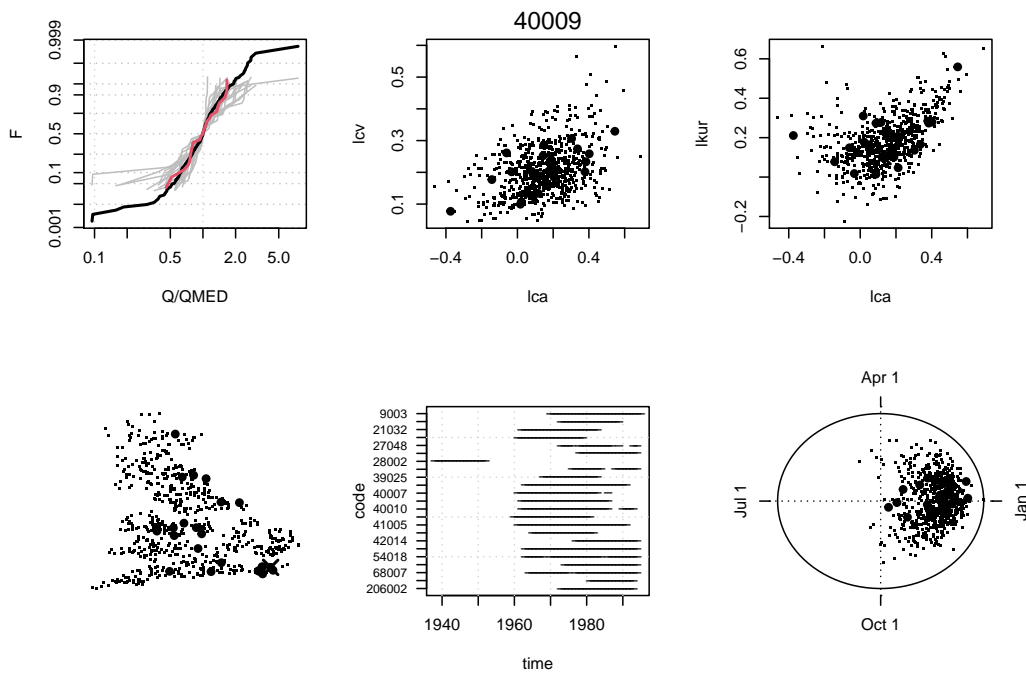 40009
0.999
0.9
0.5
0.1
0.001
F
0.1 0.5 2.0 5.0
Q/QMED
0.5
0.3
0.1
lcv
−0.4 0.0 0.4
lca
0.6
0.4
0.2
−0.2
lkur
−0.4 0.0 0.4
lca
9003
21032
27048
28002
39025
40007
40010
41005
42014
54018
68007
206002
code
1940 1960 1980
time
Apr 1
Jul 1
Jan 1
Oct 1